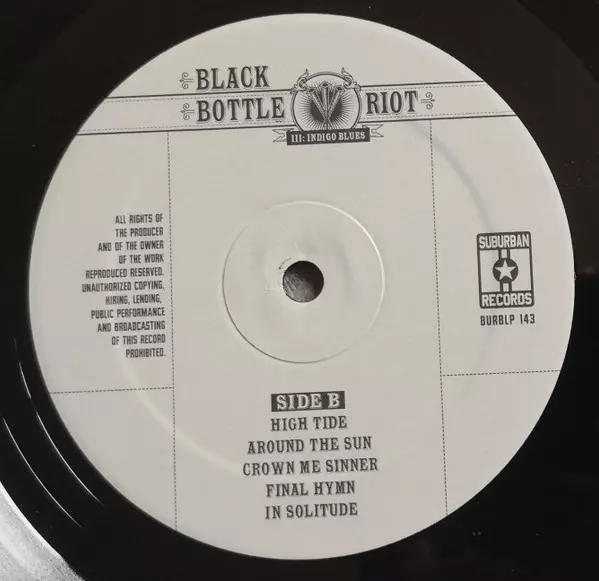 BLACK
BOTTLE RIOT
III: INDIGO BLUES
ALL RIGHTS OF
THE PRODUCER
AND OF THE OWNER
OF THE WORK
REPRODUCED RESERVED.
UNAUTHORIZED COPYING,
HIRING, LENDING,
PUBLIC PERFORMANCE
AND BROADCASTING
OF THIS RECORD
PROHIBITED.
SUBURBAN
RECORDS
BURBLP 143
SIDE B
HIGH TIDE
AROUND THE SUN
CROWN ME SINNER
FINAL HYMN
IN SOLITUDE